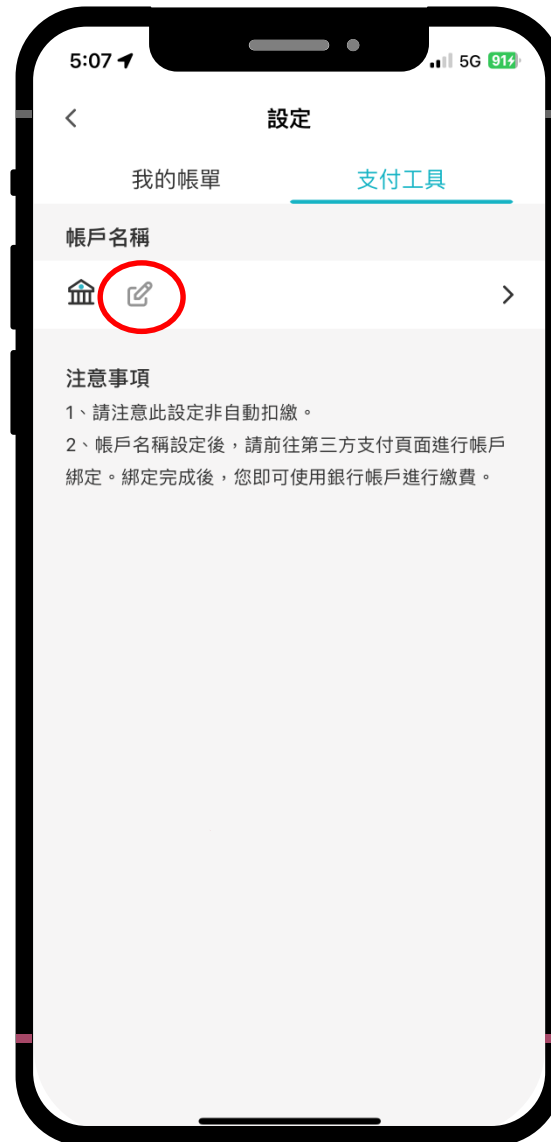 5:07
5G 91
設定
我的帳單
支付工具
帳戶名稱
注意事項
1、請注意此設定非自動扣繳。
2、帳戶名稱設定後，請前往第三方支付頁面進行帳戶
綁定。綁定完成後，您即可使用銀行帳戶進行繳費。